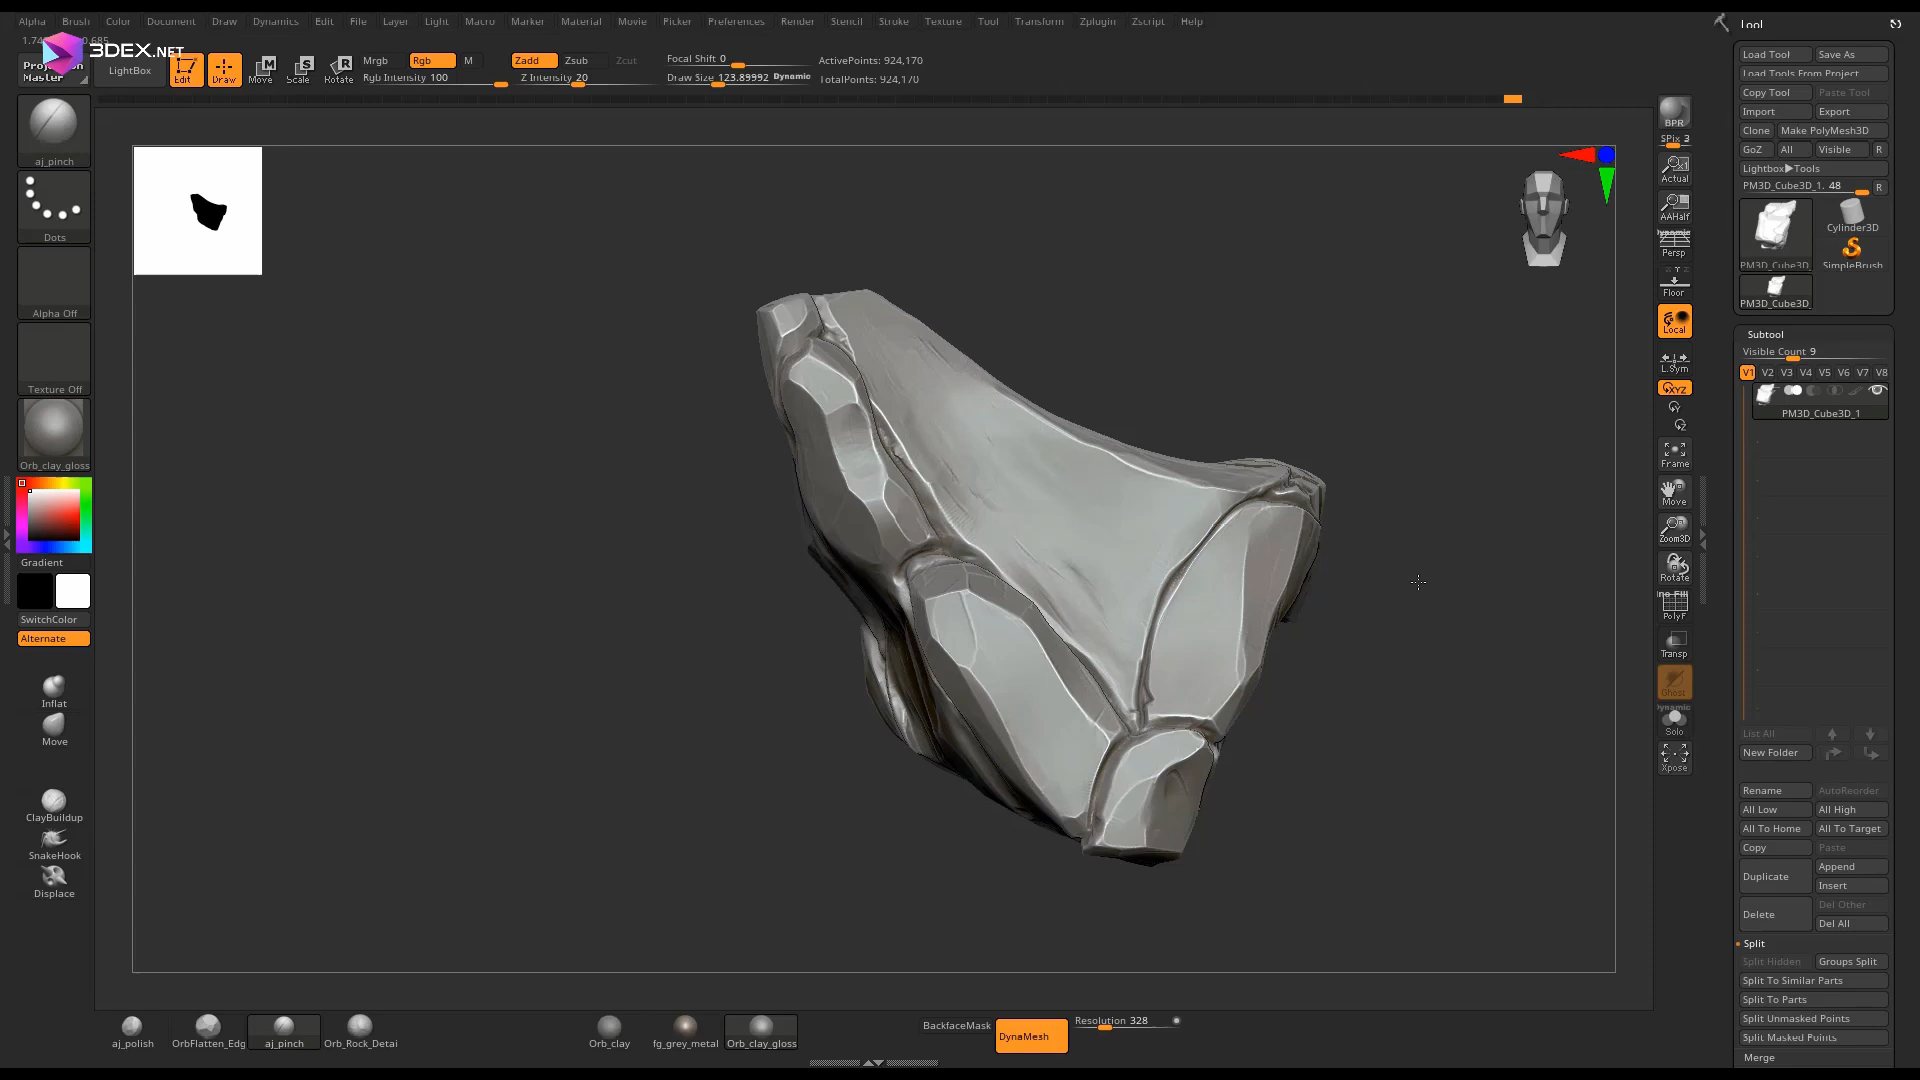 Alpha Brush Color Document Draw Dynamics Edit File Layer Light Macro Marker Material Movie Picker Preferences Render Stencil Stroke Texture Tool Transform Zplugin Zscript Help
3DEX.NET
Master
LightBox
Edit
Draw
Move
Scale
Rotate
Mrgb Rgb M
Rgb Intensity 100
Zadd Zsub Zcut
Z Intensity 20
Focal Shift 0
Draw Size 123.89992 Dynamic
ActivePoints: 924,170
TotalPoints: 924,170
aj_pinch
Dots
Alpha Off
Texture Off
Orb_clay_gloss
Gradient
SwitchColor
Alternate
Inflat
Move
ClayBuildup
SnakeHook
Displace
BPR
SPix 3
Actual
AAHalf
Dynamic
Persp
Floor
Local
L.Sym
XYZ
Frame
Move
Zoom3D
Rotate
PolyF
Transp
Ghost
Dynamic
Solo
Xpose
Tool
Load Tool Save As
Load Tools From Project
Copy Tool Paste Tool
Import Export
Clone Make PolyMesh3D
GoZ All Visible R
Lightbox▶Tools
PM3D_Cube3D_1. 48 R
PM3D_Cube3D_
Cylinder3D
SimpleBrush
PM3D_Cube3D_
Subtool
Visible Count 9
V1 V2 V3 V4 V5 V6 V7 V8
PM3D_Cube3D_1
List All
New Folder
Rename AutoReorder
All Low All High
All To Home All To Target
Copy Paste
Duplicate Append
Insert
Delete Del Other
Del All
Split
Split Hidden Groups Split
Split To Similar Parts
Split To Parts
Split Unmasked Points
Split Masked Points
Merge
aj_polish
OrbFlatten_Edg
aj_pinch
Orb_Rock_Detai
Orb_clay
fg_grey_metal
Orb_clay_gloss
BackfaceMask
DynaMesh
Resolution 328